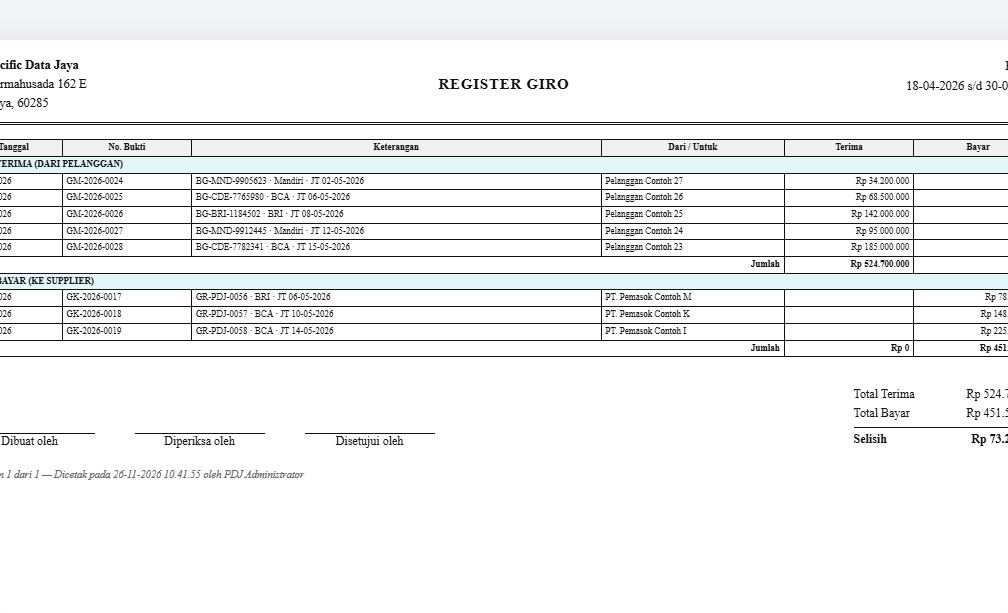 cific Data Jaya
rmahusada 162 E
ya, 60285
REGISTER GIRO
18-04-2026 s/d 30-0
Tanggal No. Bukti Keterangan Dari / Untuk Terima Bayar
TERIMA (DARI PELANGGAN)
026 GM-2026-0024 BG-MND-9905623 · Mandiri · JT 02-05-2026 Pelanggan Contoh 27 Rp 34.200.000
026 GM-2026-0025 BG-CDE-7765980 · BCA · JT 06-05-2026 Pelanggan Contoh 26 Rp 68.500.000
026 GM-2026-0026 BG-BRI-1184502 · BRI · JT 08-05-2026 Pelanggan Contoh 25 Rp 142.000.000
026 GM-2026-0027 BG-MND-9912445 · Mandiri · JT 12-05-2026 Pelanggan Contoh 24 Rp 95.000.000
026 GM-2026-0028 BG-CDE-7782341 · BCA · JT 15-05-2026 Pelanggan Contoh 23 Rp 185.000.000
Jumlah Rp 524.700.000
BAYAR (KE SUPPLIER)
026 GK-2026-0017 GR-PDJ-0056 · BRI · JT 06-05-2026 PT. Pemasok Contoh M Rp 78.
026 GK-2026-0018 GR-PDJ-0057 · BCA · JT 10-05-2026 PT. Pemasok Contoh K Rp 148.
026 GK-2026-0019 GR-PDJ-0058 · BCA · JT 14-05-2026 PT. Pemasok Contoh I Rp 225.
Jumlah Rp 0 Rp 451.
Total Terima Rp 524.7
Total Bayar Rp 451.5
Selisih Rp 73.2
Dibuat oleh Diperiksa oleh Disetujui oleh
n 1 dari 1 — Dicetak pada 26-11-2026 10.41.55 oleh PDJ Administrator